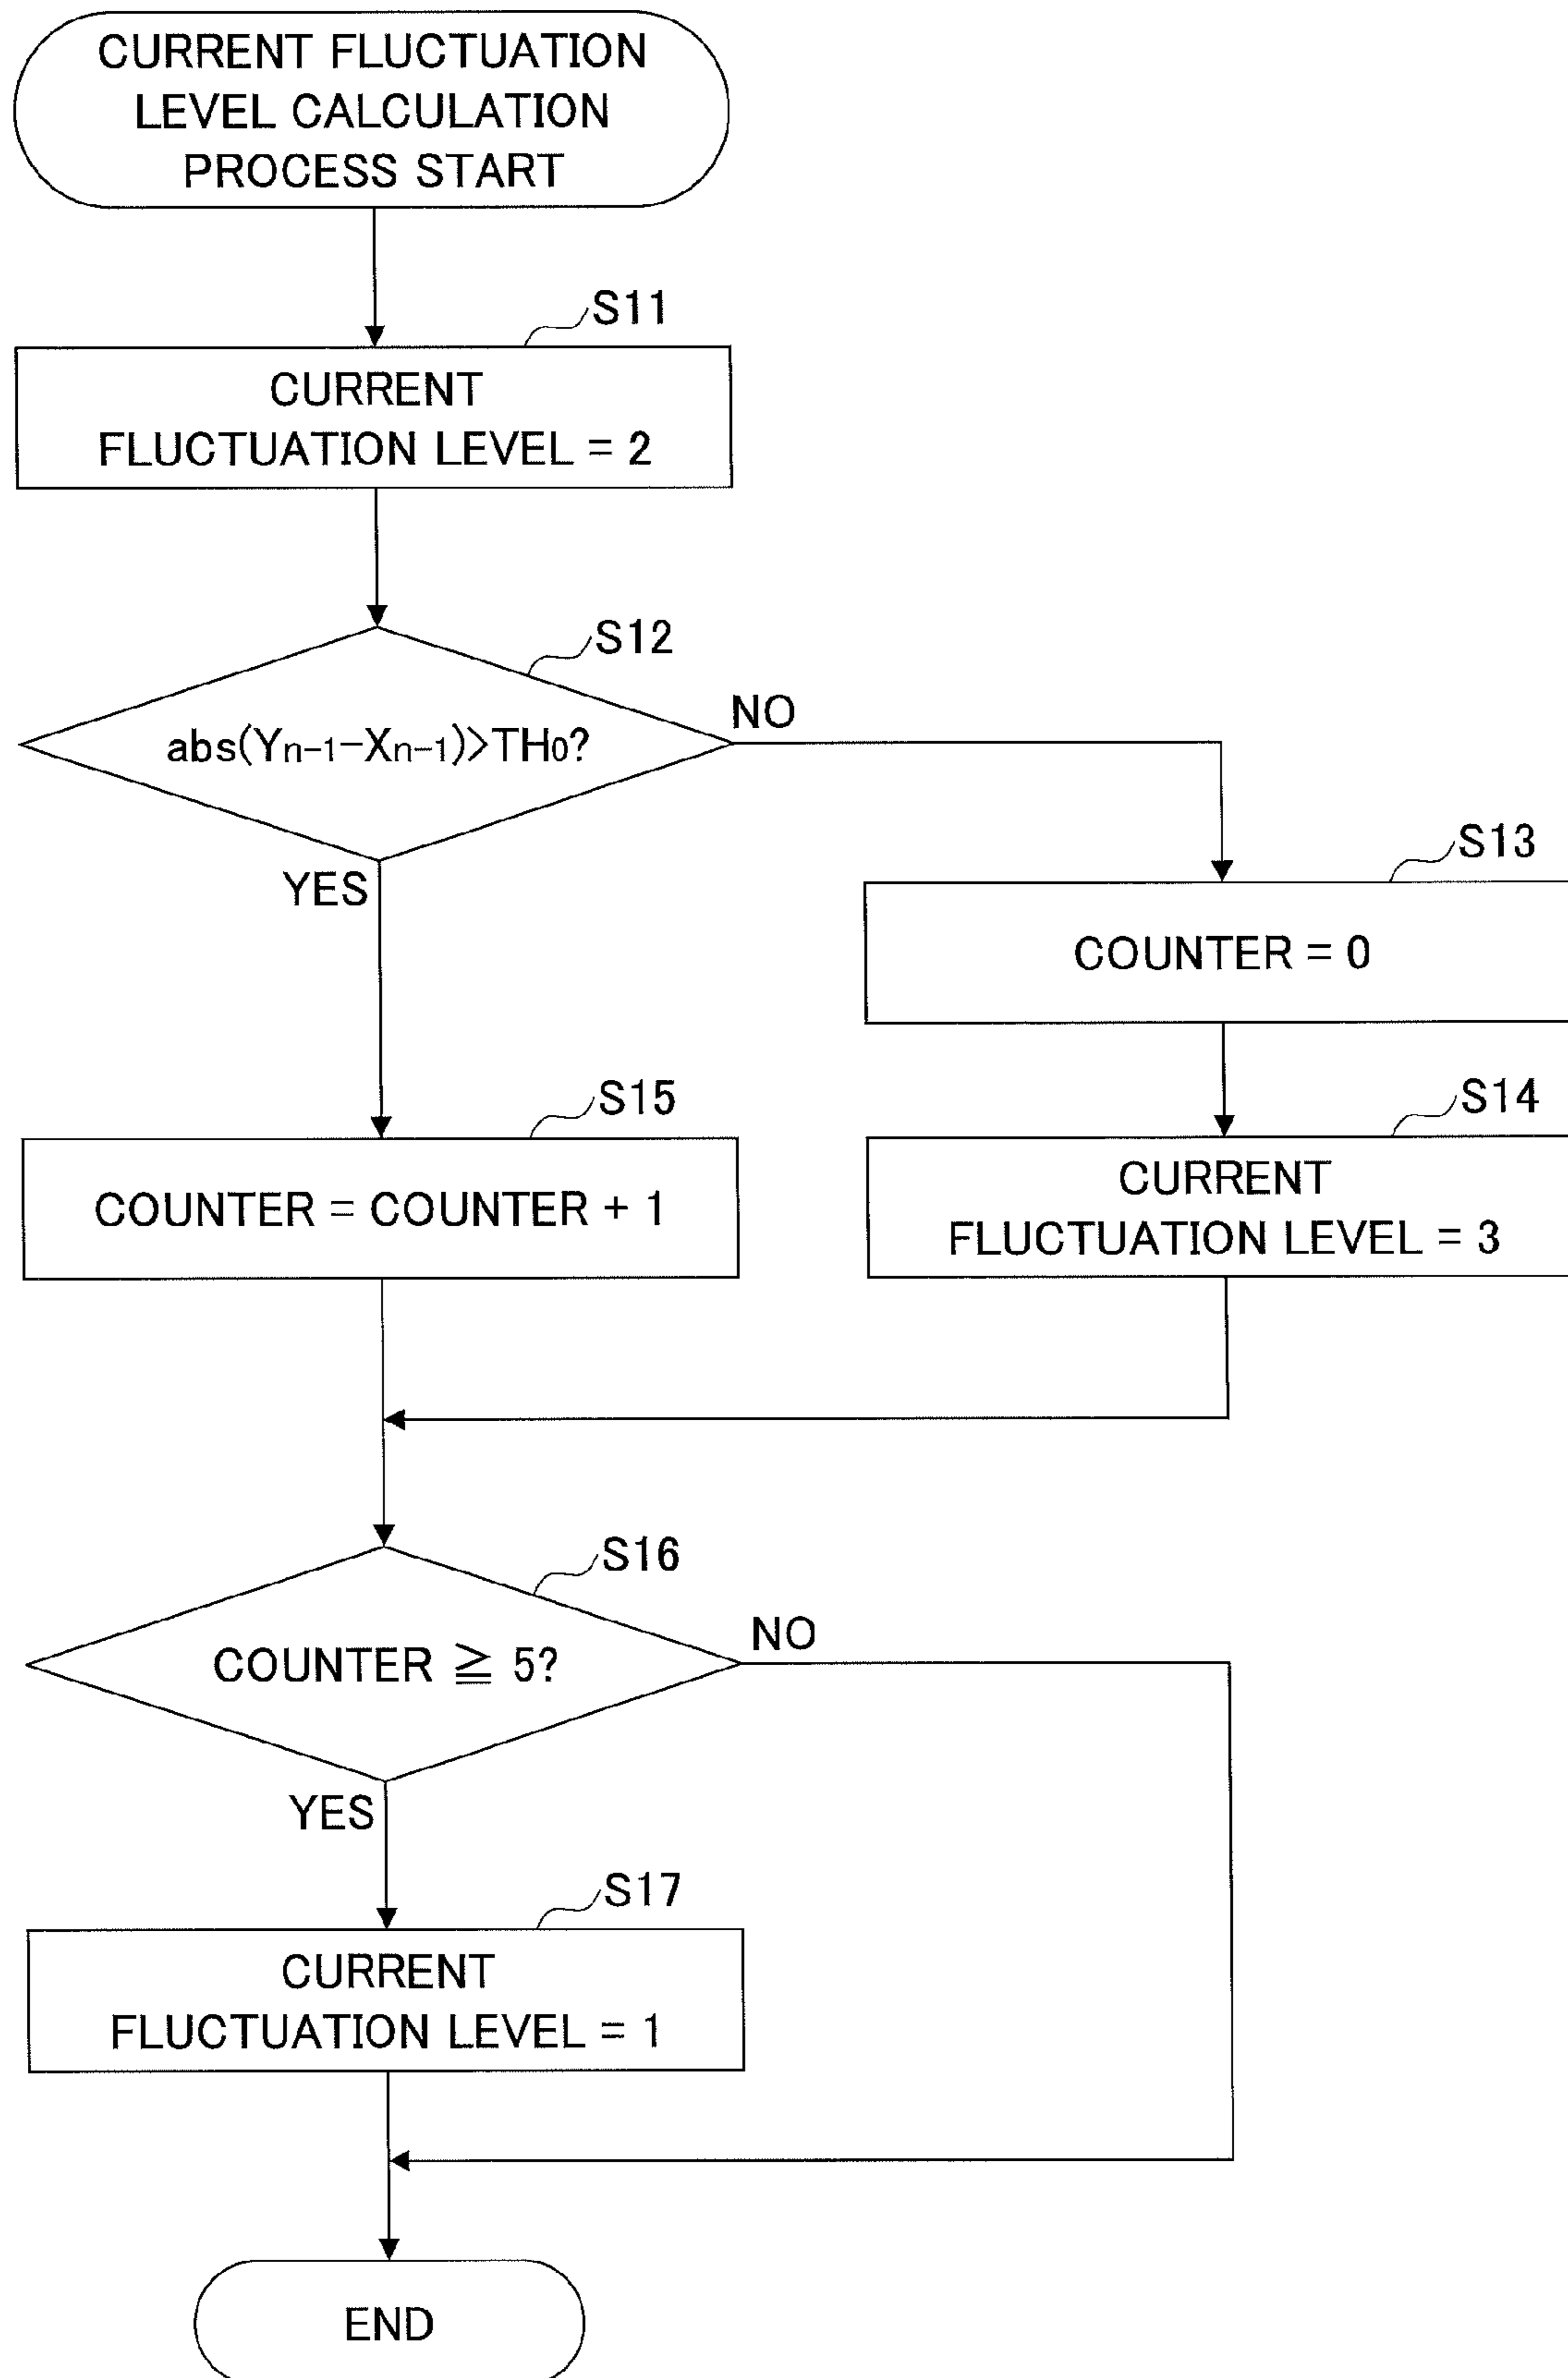 CURRENT FLUCTUATION
LEVEL CALCULATION
PROCESS START
S11
CURRENT
FLUCTUATION LEVEL = 2
S12
abs(Yn-1-Xn-1)>TH0?
NO
YES
S13
COUNTER = 0
S15
COUNTER = COUNTER + 1
S14
CURRENT
FLUCTUATION LEVEL = 3
S16
COUNTER ≧ 5?
NO
YES
S17
CURRENT
FLUCTUATION LEVEL = 1
END